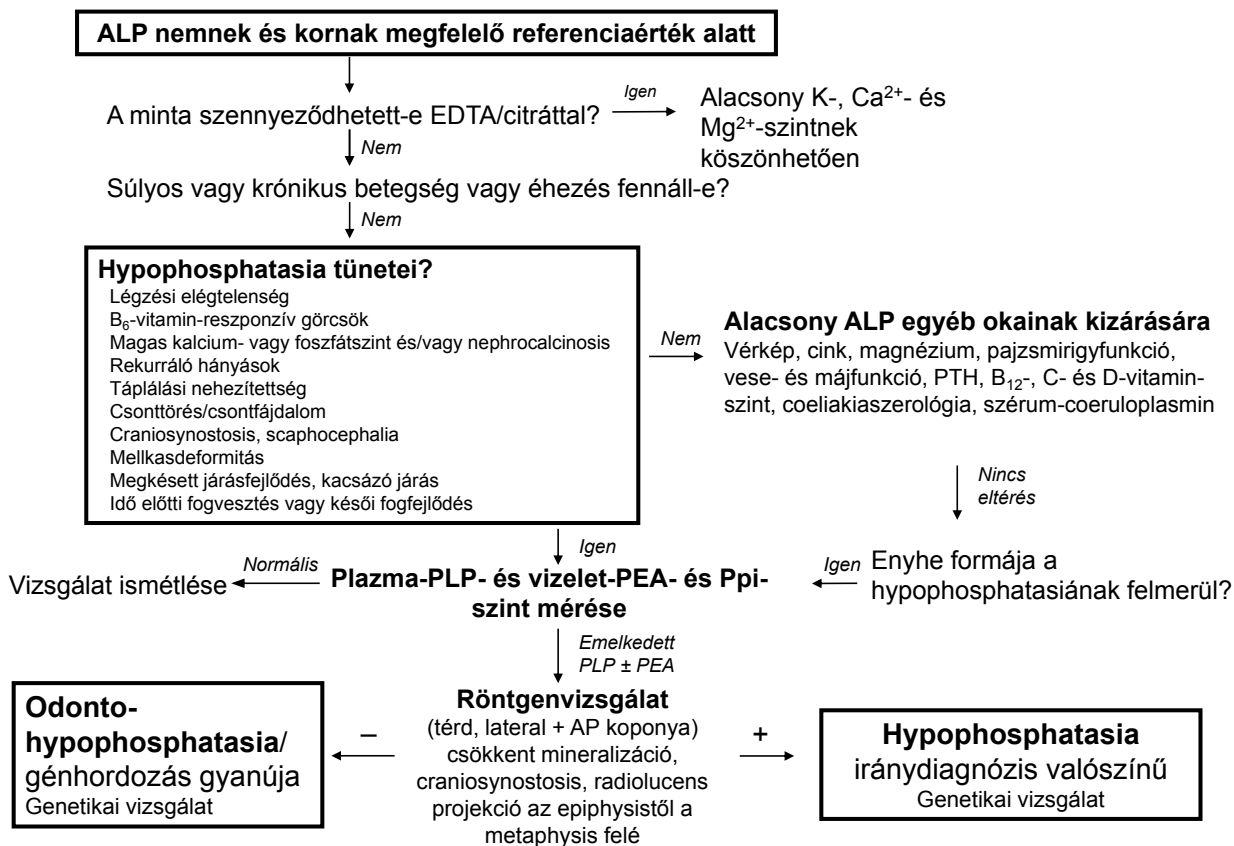 ALP nemnek és kornak megfelelő referenciaérték alatt
A minta szennyeződhetett-e EDTA/citráttal?
Igen
Alacsony K-, Ca²⁺- és
Mg²⁺-szintnek
köszönhetően
Nem
Súlyos vagy krónikus betegség vagy éhezés fennáll-e?
Nem
Hypophosphatasia tünetei?
Légzési elégtelenség
B₆-vitamin-reszponzív görcsök
Magas kalcium- vagy foszfátszint és/vagy nephrocalcinosis
Rekurráló hányások
Táplálási nehezítettség
Csonttörés/csontfájdalom
Craniosynostosis, scaphocephalia
Mellkasdeformitás
Megkésett járásfejlődés, kacsázó járás
Idő előtti fogvesztés vagy késői fogfejlődés
Nem
Alacsony ALP egyéb okainak kizárására
Vérkép, cink, magnézium, pajzsmirigyfunkció,
vese- és májfunkció, PTH, B₁₂-, C- és D-vitamin-
szint, coeliakiaszerológia, szérum-coeruloplasmin
Nincs
eltérés
Igen
Enyhe formája a
hypophosphatasiának felmerül?
Igen
Plazma-PLP- és vizelet-PEA- és Ppi-
szint mérése
Normális
Vizsgálat ismétlése
Emelkedett
PLP ± PEA
Röntgenvizsgálat
(térd, lateral + AP koponya)
csökkent mineralizáció,
craniosynostosis, radiolucens
projekció az epiphysistől a
metaphysis felé
–
Odonto-
hypophosphatasia/
génhordozás gyanúja
Genetikai vizsgálat
+
Hypophosphatasia
iránydiagnózis valószínű
Genetikai vizsgálat